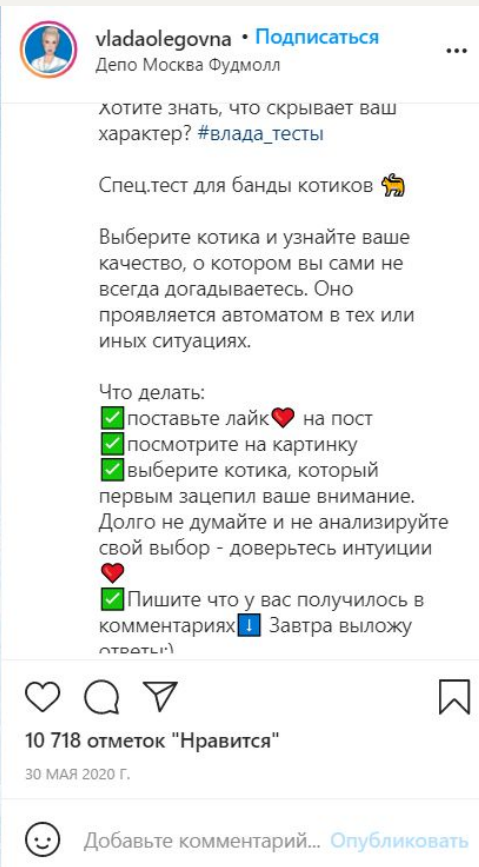 vladaolegovna • Подписаться
Депо Москва Фудмолл
Хотите знать, что скрывает ваш
характер? #влада_тесты
Спец.тест для банды котиков 🐈
Выберите котика и узнайте ваше
качество, о котором вы сами не
всегда догадываетесь. Оно
проявляется автоматом в тех или
иных ситуациях.
Что делать:
✅поставьте лайк❤️ на пост
✅посмотрите на картинку
✅выберите котика, который
первым зацепил ваше внимание.
Долго не думайте и не анализируйте
свой выбор - доверьтесь интуиции
❤️
✅Пишите что у вас получилось в
комментариях⬇️ Завтра выложу
ответы:)
10 718 отметок "Нравится"
30 МАЯ 2020 Г.
Добавьте комментарий... Опубликовать